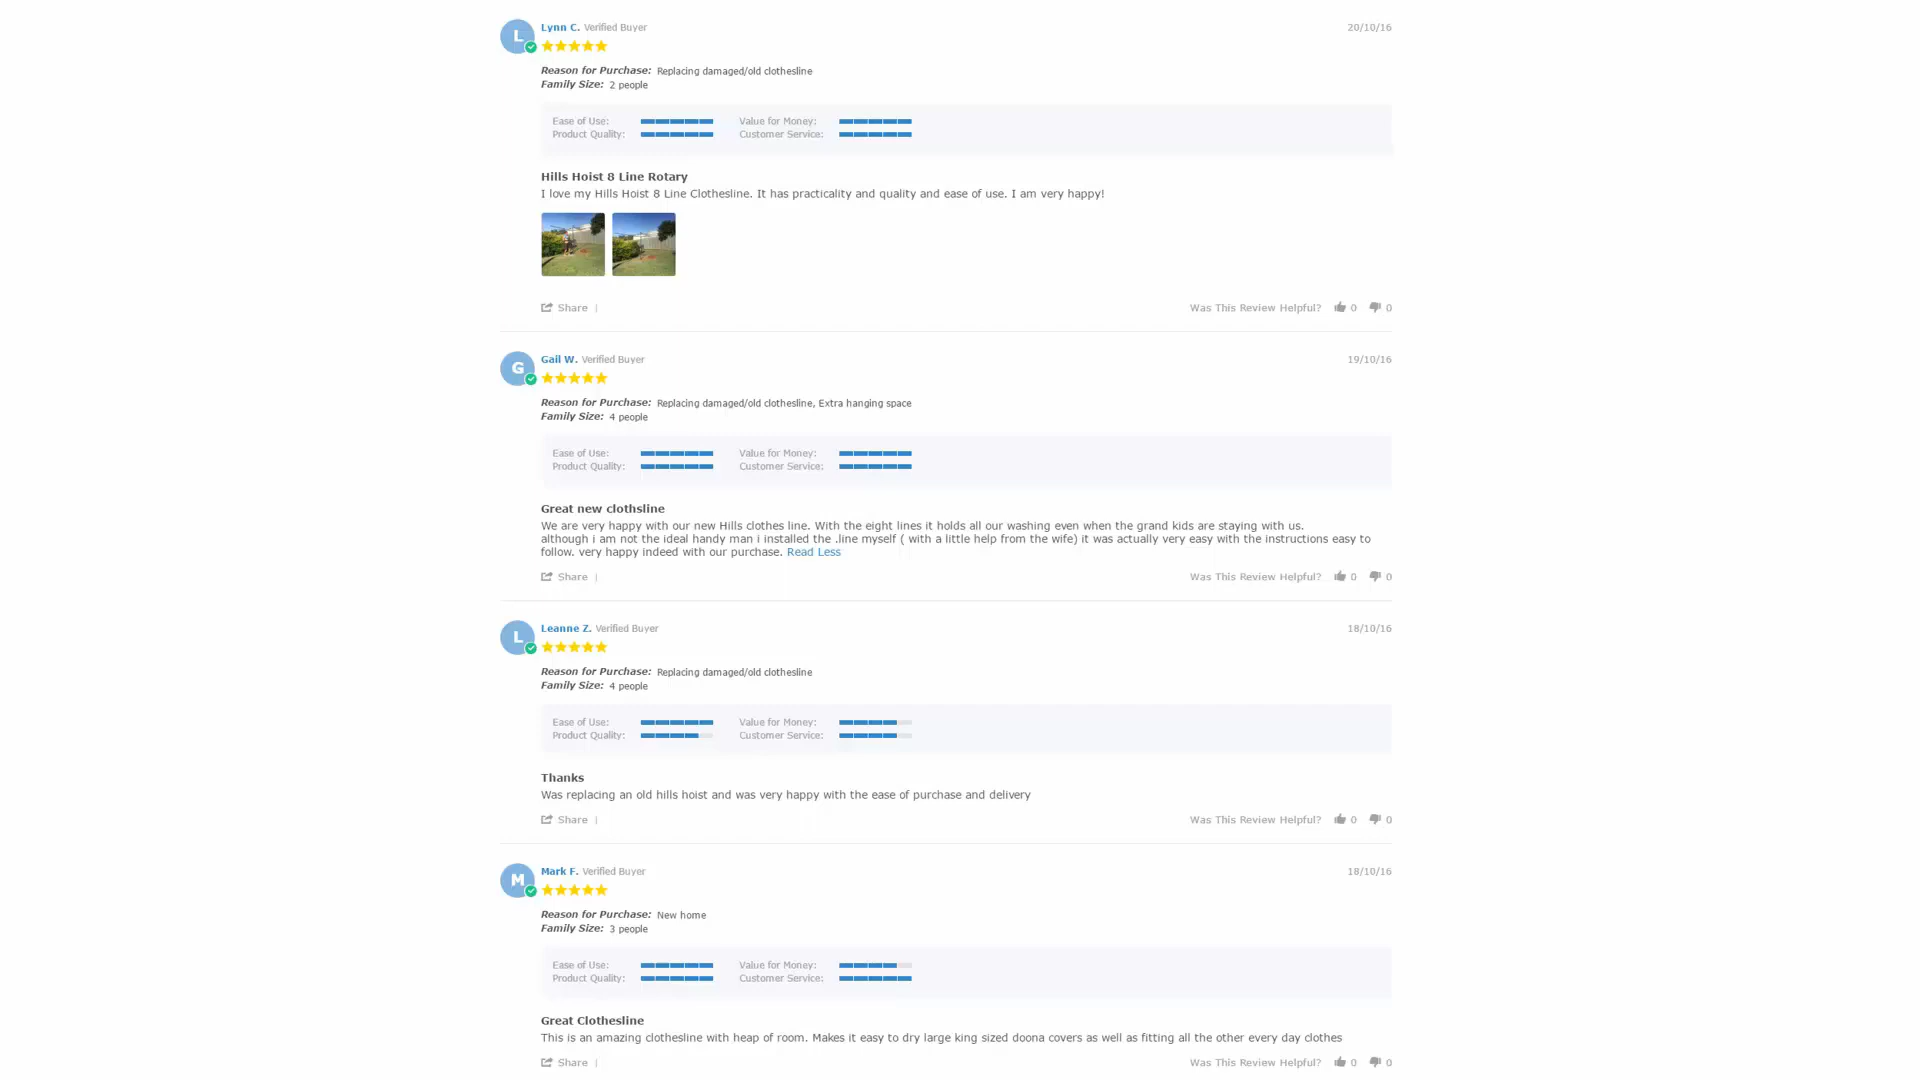 L Lynn C. Verified Buyer 20/10/16
Reason for Purchase: Replacing damaged/old clothesline
Family Size: 2 people
Ease of Use: Value for Money:
Product Quality: Customer Service:
Hills Hoist 8 Line Rotary
I love my Hills Hoist 8 Line Clothesline. It has practicality and quality and ease of use. I am very happy!
Share | Was This Review Helpful? 0 0
G Gail W. Verified Buyer 19/10/16
Reason for Purchase: Replacing damaged/old clothesline, Extra hanging space
Family Size: 4 people
Ease of Use: Value for Money:
Product Quality: Customer Service:
Great new clothsline
We are very happy with our new Hills clothes line. With the eight lines it holds all our washing even when the grand kids are staying with us.
although i am not the ideal handy man i installed the .line myself ( with a little help from the wife) it was actually very easy with the instructions easy to
follow. very happy indeed with our purchase. Read Less
Share | Was This Review Helpful? 0 0
L Leanne Z. Verified Buyer 18/10/16
Reason for Purchase: Replacing damaged/old clothesline
Family Size: 4 people
Ease of Use: Value for Money:
Product Quality: Customer Service:
Thanks
Was replacing an old hills hoist and was very happy with the ease of purchase and delivery
Share | Was This Review Helpful? 0 0
M Mark F. Verified Buyer 18/10/16
Reason for Purchase: New home
Family Size: 3 people
Ease of Use: Value for Money:
Product Quality: Customer Service:
Great Clothesline
This is an amazing clothesline with heap of room. Makes it easy to dry large king sized doona covers as well as fitting all the other every day clothes
Share | Was This Review Helpful? 0 0